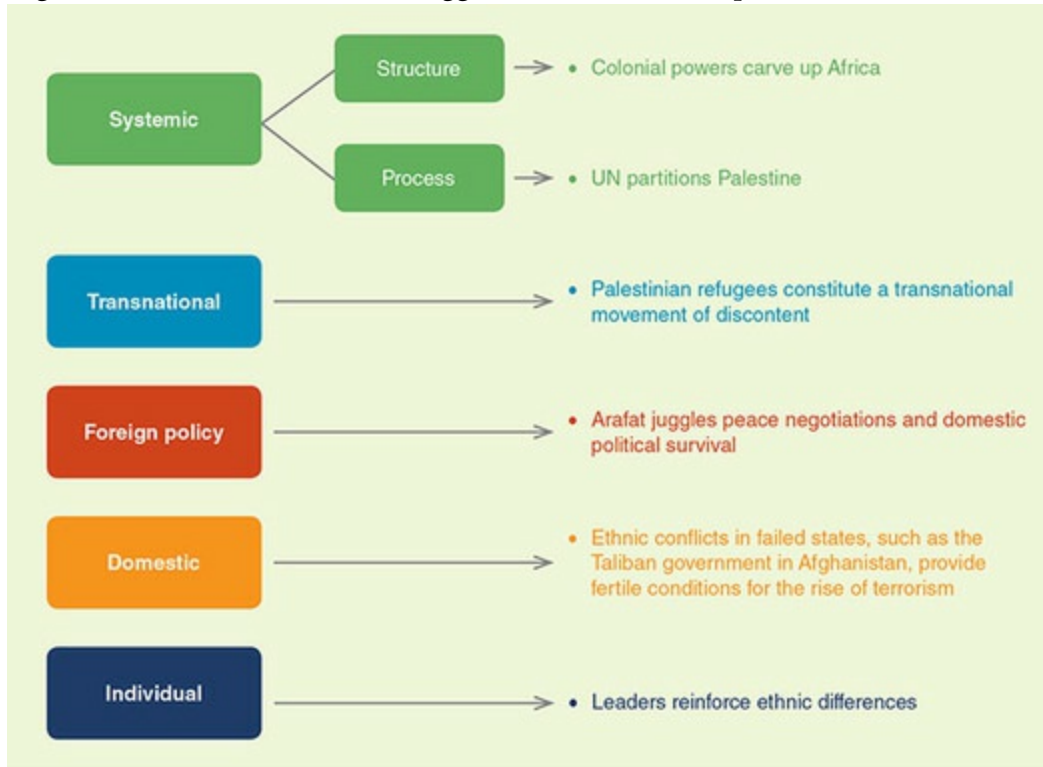 Structure
• Colonial powers carve up Africa
Systemic
Process
• UN partitions Palestine
Transnational
• Palestinian refugees constitute a transnational
movement of discontent
Foreign policy
• Arafat juggles peace negotiations and domestic
political survival
Domestic
• Ethnic conflicts in failed states, such as the
Taliban government in Afghanistan, provide
fertile conditions for the rise of terrorism
Individual
• Leaders reinforce ethnic differences